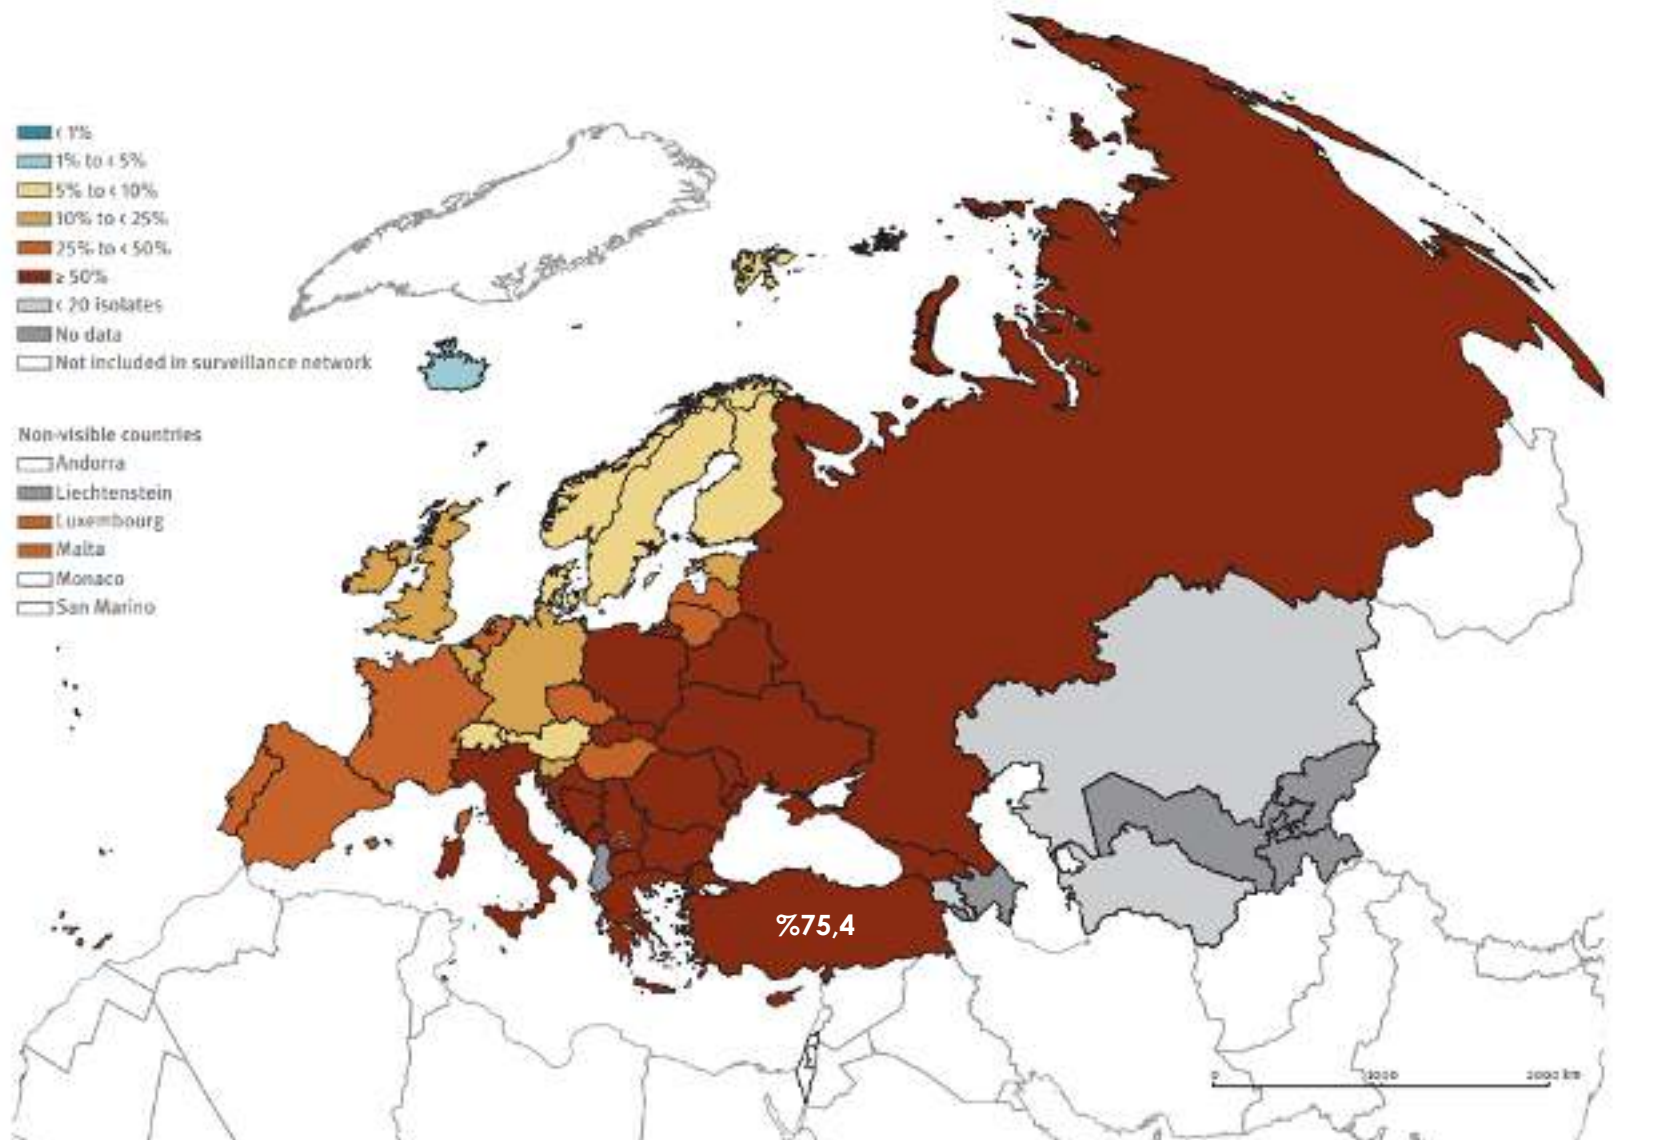 < 1%
1% to < 5%
5% to < 10%
10% to < 25%
25% to < 50%
≥ 50%
< 20 isolates
No data
Not included in surveillance network
Non-visible countries
Andorra
Liechtenstein
Luxembourg
Malta
Monaco
San Marino
%75,4
0 1000 2000 km